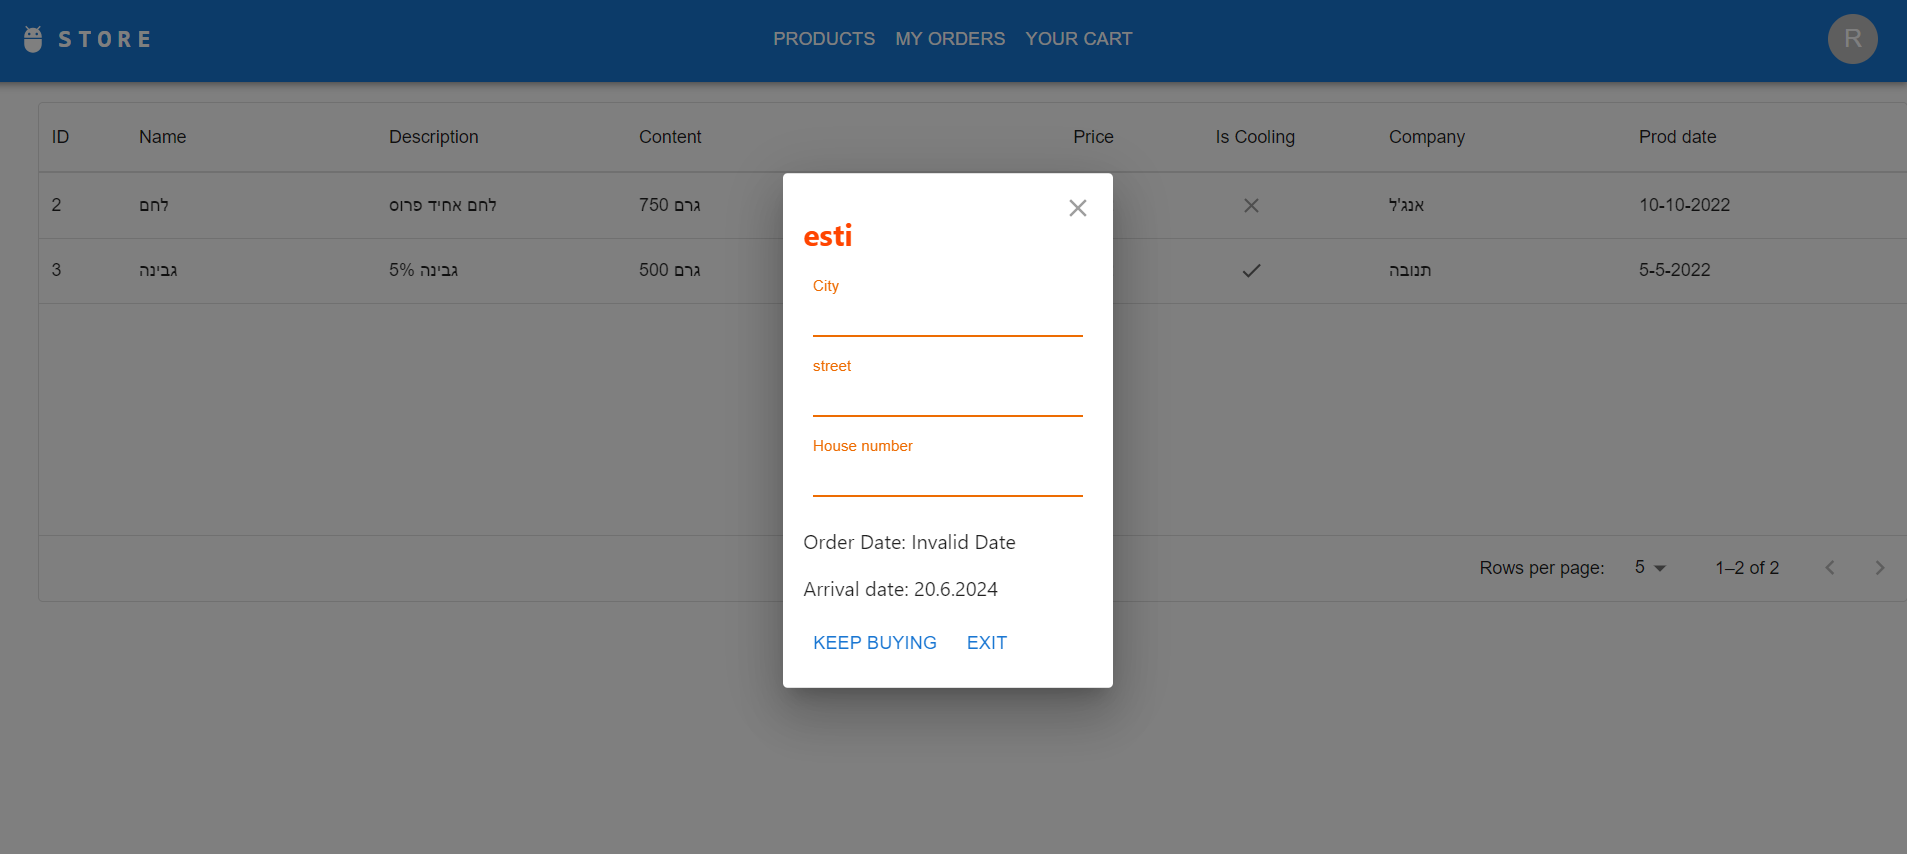 STORE
PRODUCTS MY ORDERS YOUR CART
R
ID Name Description Content Price Is Cooling Company Prod date
2 לחם לחם אחיד פרוס 750 גרם אנג'ל 10-10-2022
3 גבינה גבינה 5% 500 גרם תנובה 5-5-2022
esti
City
street
House number
Order Date: Invalid Date
Arrival date: 20.6.2024
KEEP BUYING EXIT
Rows per page: 5 1–2 of 2